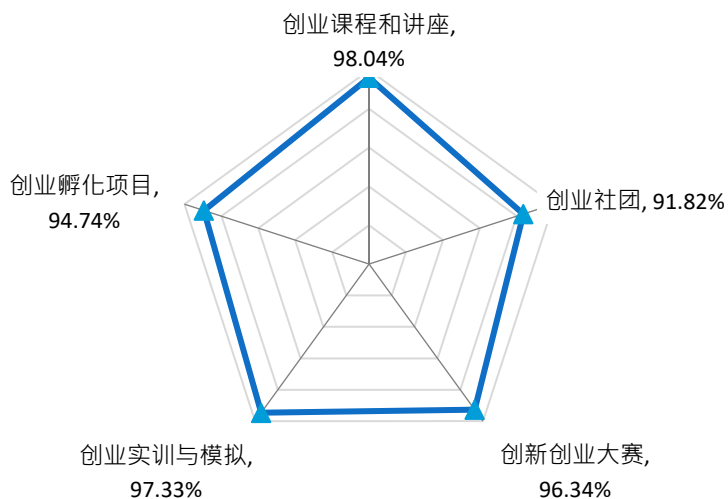 创业课程和讲座,
98.04%
创业孵化项目,
94.74%
创业社团, 91.82%
创业实训与模拟,
97.33%
创新创业大赛,
96.34%